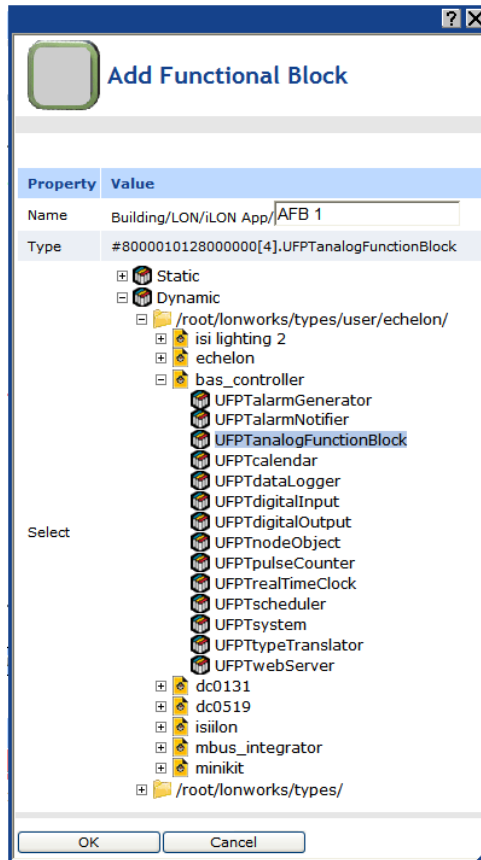 Add Functional Block
Property Value
Name Building/LON/iLON App/ AFB 1
Type #8000010128000000[4].UFPTanalogFunctionBlock
Static
Dynamic
/root/lonworks/types/user/echelon/
isi lighting 2
echelon
bas_controller
UFPTalarmGenerator
UFPTalarmNotifier
UFPTanalogFunctionBlock
UFPTcalendar
UFPTdataLogger
UFPTdigitalInput
Select
UFPTdigitalOutput
UFPTnodeObject
UFPTpulseCounter
UFPTrealTimeClock
UFPTscheduler
UFPTsystem
UFPTtypeTranslator
UFPTwebServer
dc0131
dc0519
isiilon
mbus_integrator
minikit
/root/lonworks/types/
OK Cancel